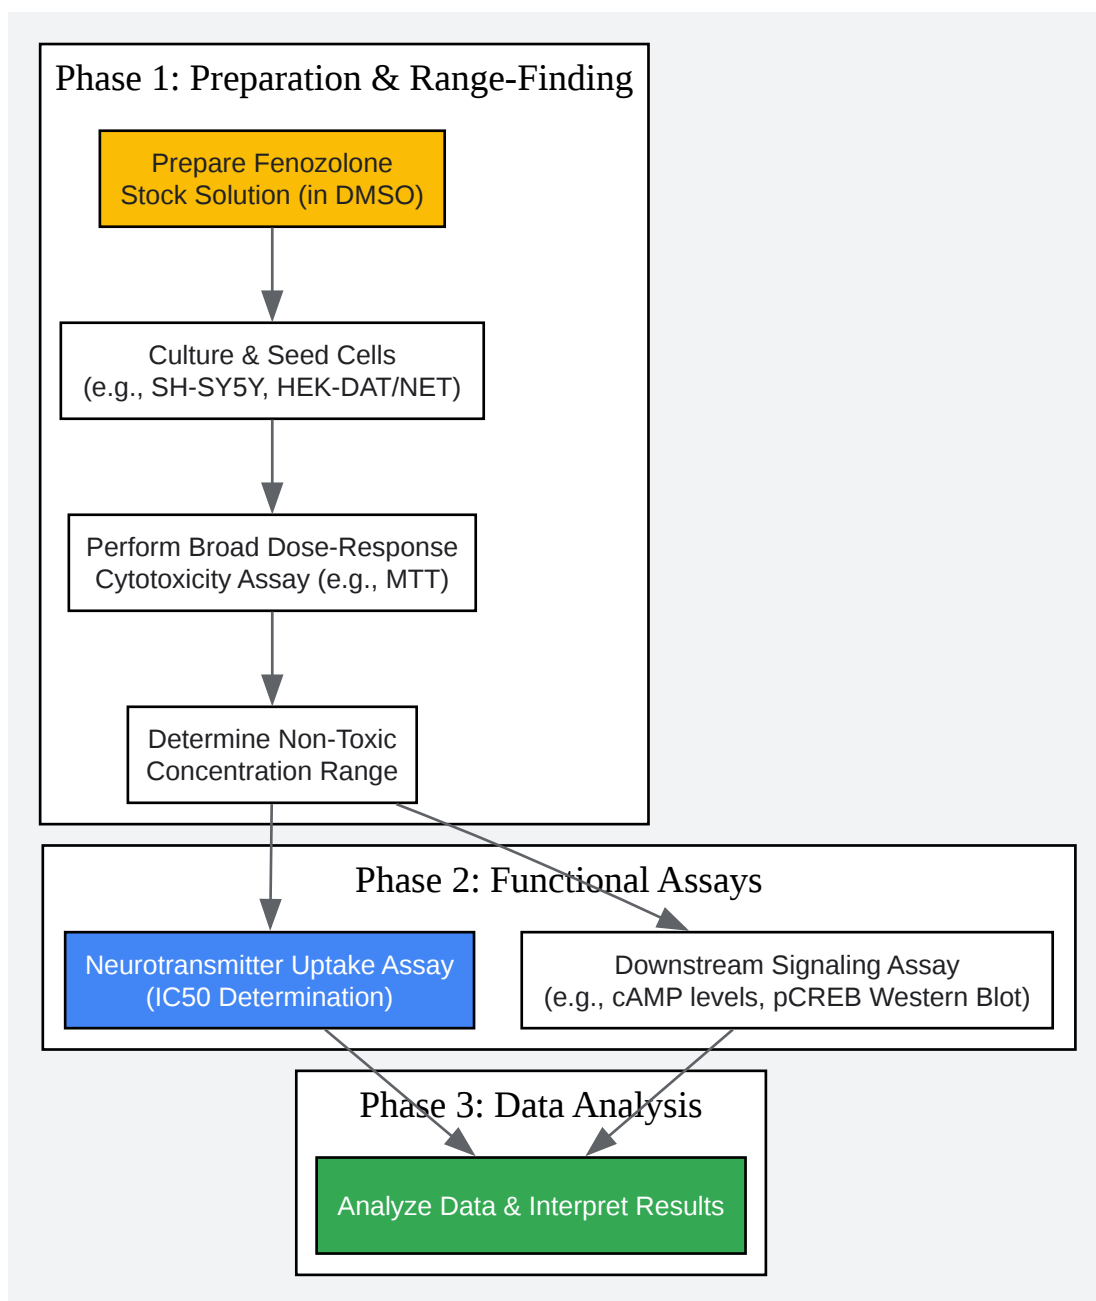 Phase 1: Preparation & Range-Finding
Prepare Fenozolone
Stock Solution (in DMSO)
Culture & Seed Cells
(e.g., SH-SY5Y, HEK-DAT/NET)
Perform Broad Dose-Response
Cytotoxicity Assay (e.g., MTT)
Determine Non-Toxic
Concentration Range
Phase 2: Functional Assays
Neurotransmitter Uptake Assay
(IC50 Determination)
Downstream Signaling Assay
(e.g., cAMP levels, pCREB Western Blot)
Phase 3: Data Analysis
Analyze Data & Interpret Results